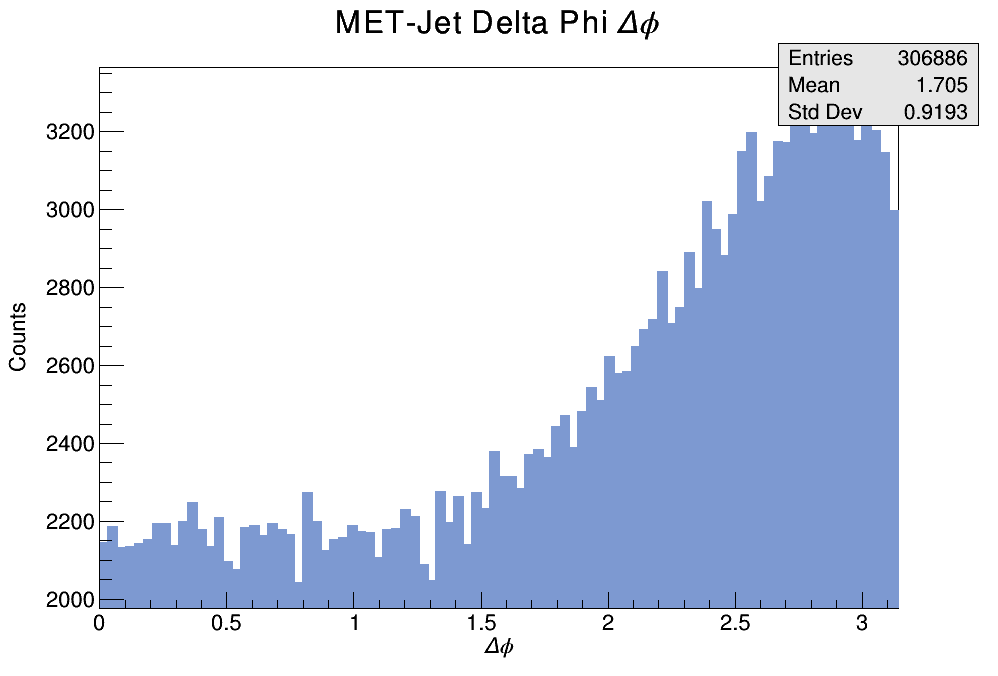 MET-Jet Delta Phi Δϕ
Entries 306886
Mean 1.705
Std Dev 0.9193
3200
3000
2800
2600
2400
2200
2000
Counts
0 0.5 1 1.5 2 2.5 3
Δϕ